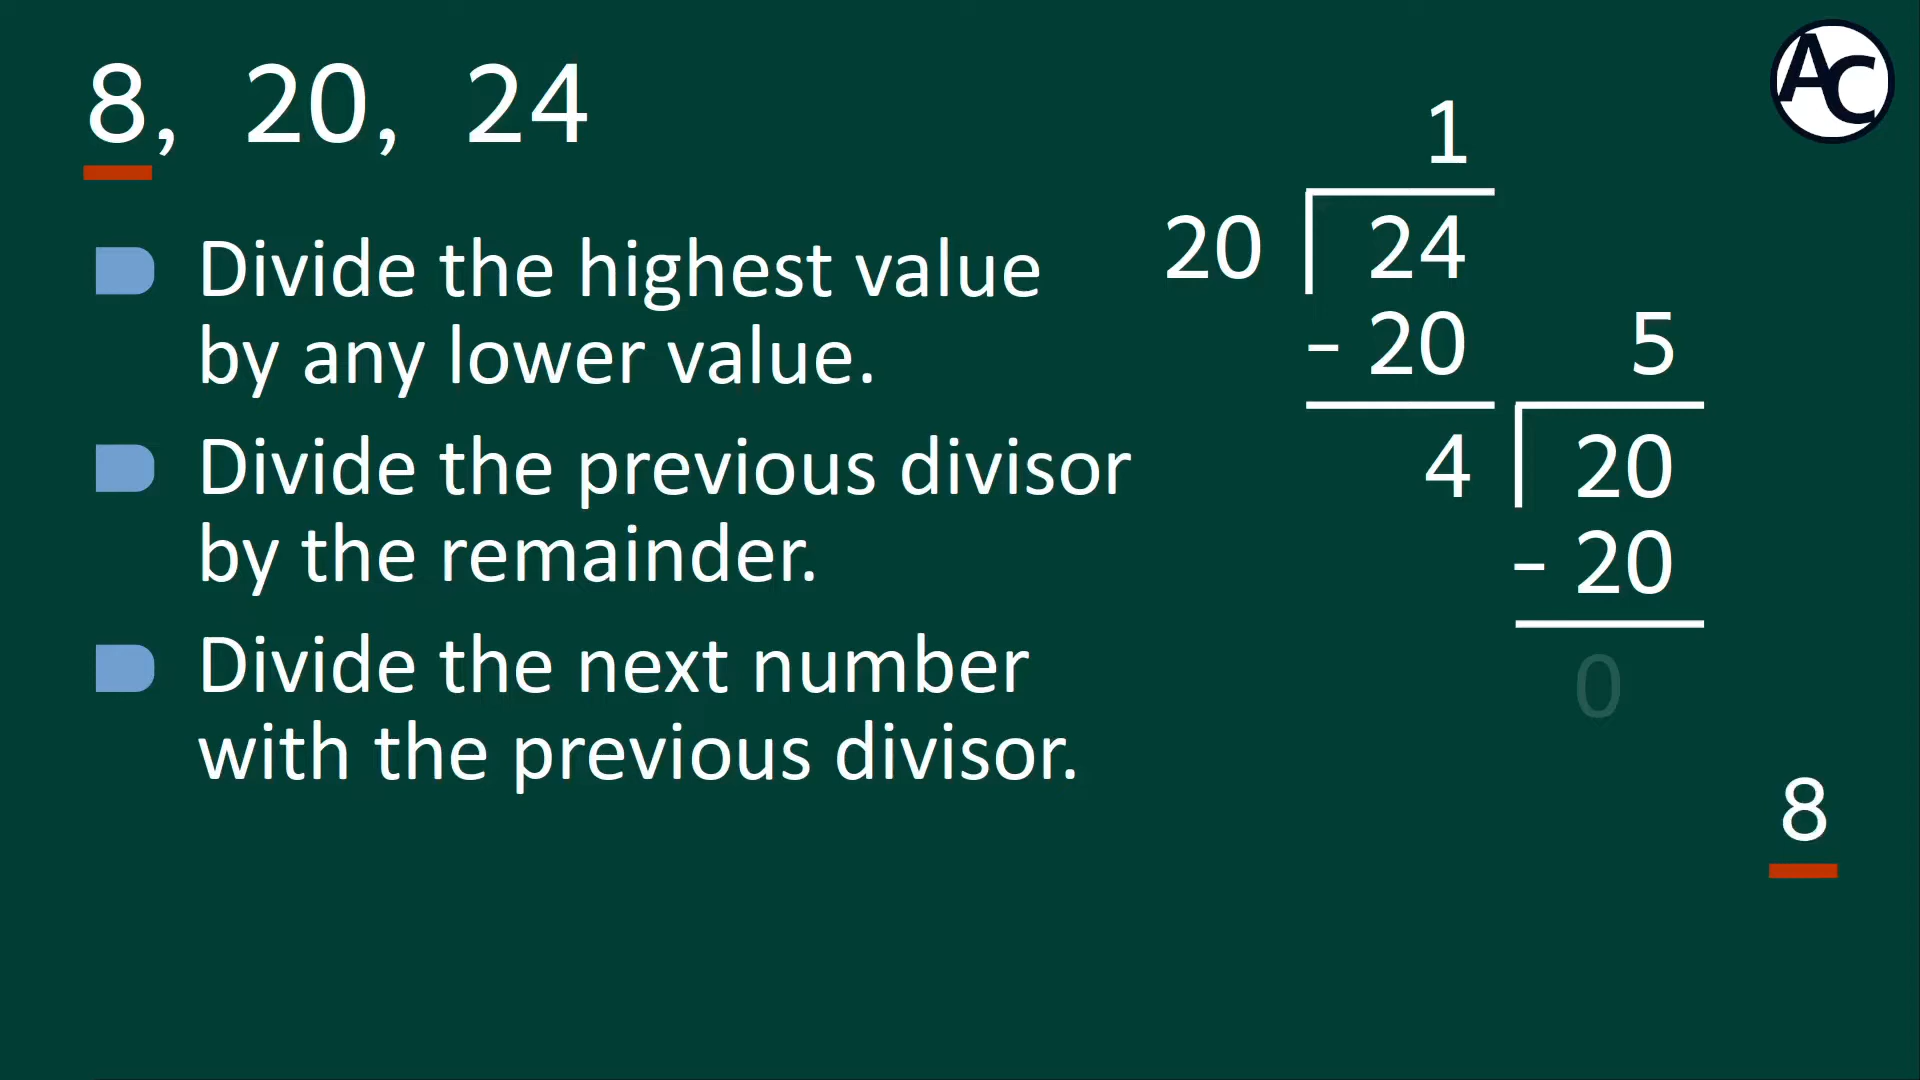 8, 20, 24
AC
Divide the highest value
by any lower value.
Divide the previous divisor
by the remainder.
Divide the next number
with the previous divisor.
1
20 24
- 20 5
4 20
- 20
0
8